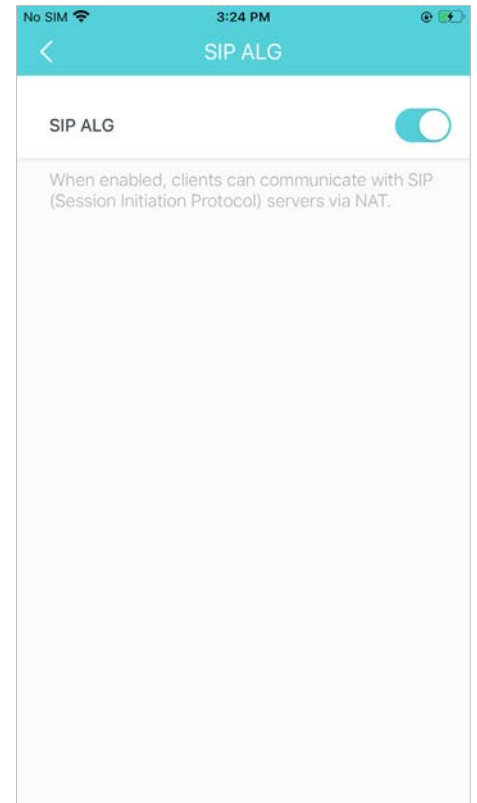 No SIM 3:24 PM
SIP ALG
SIP ALG
When enabled, clients can communicate with SIP
(Session Initiation Protocol) servers via NAT.